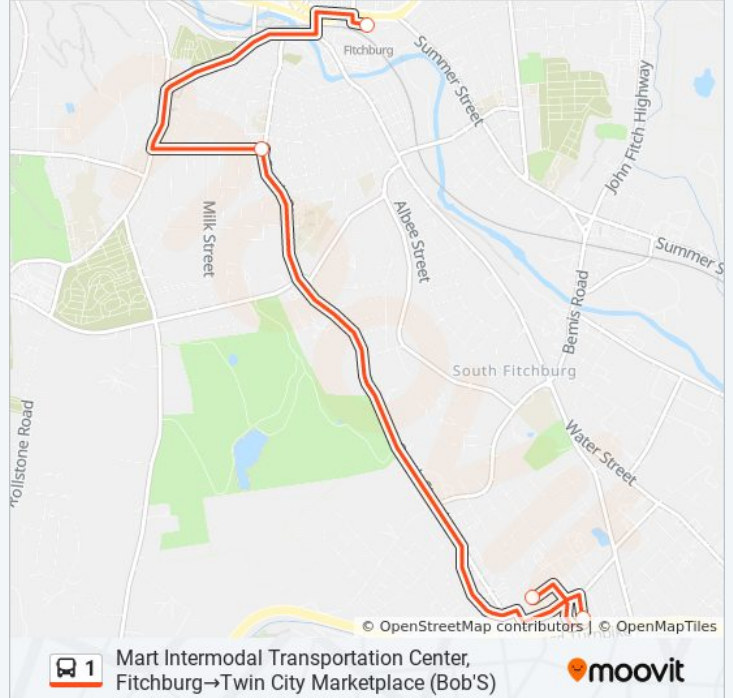 Fitchburg
Summer Street
John Fitch Highway
Milk Street
Albee Street
Summer S
Bemis Road
South Fitchburg
rollstone Road
Water Street
© OpenStreetMap contributors | © OpenMapTiles
1
Mart Intermodal Transportation Center,
Fitchburg→Twin City Marketplace (Bob'S)
moovit